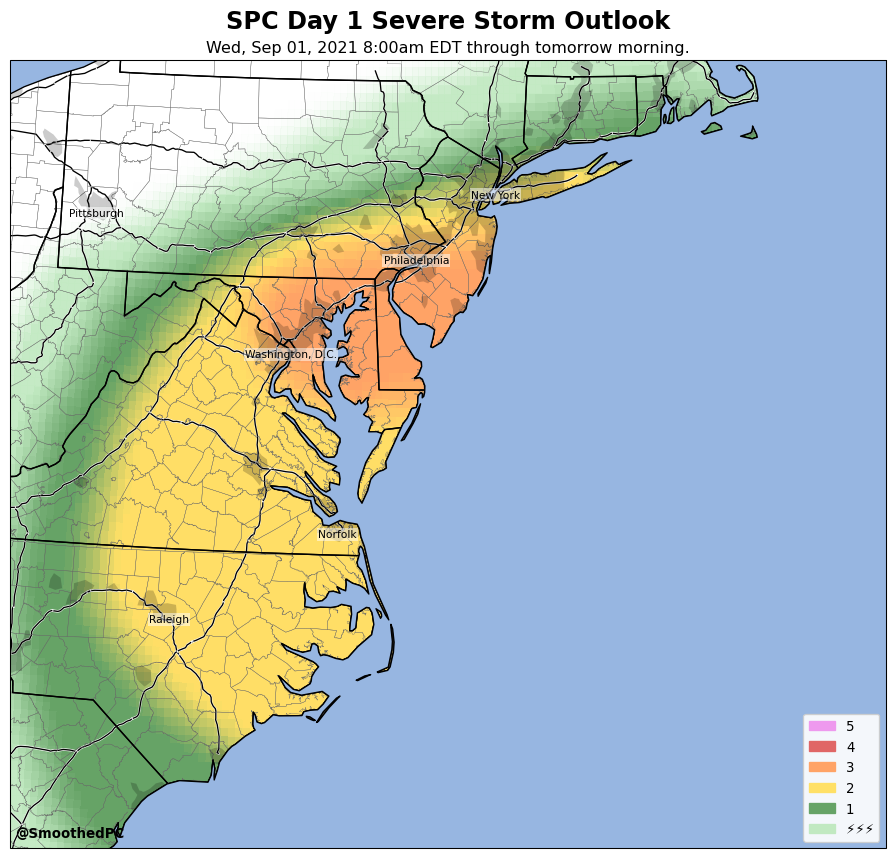 SPC Day 1 Severe Storm Outlook
Wed, Sep 01, 2021 8:00am EDT through tomorrow morning.
New York
Pittsburgh
Philadelphia
Washington, D.C.
Norfolk
Raleigh
5
4
3
2
1
⚡⚡⚡
@SmoothedPC